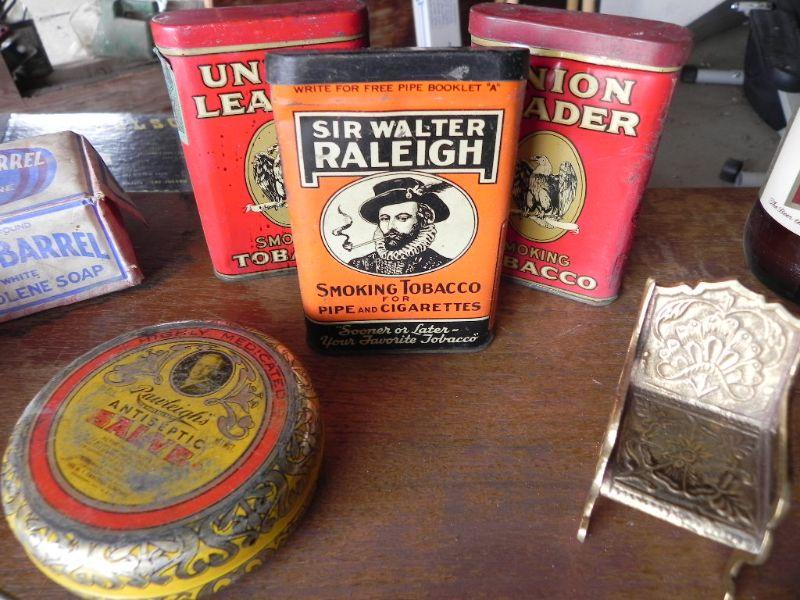 UNION
LEADER
SMOKING
TOBACCO
WRITE FOR FREE PIPE BOOKLET "A"
SIR WALTER
RALEIGH
SMOKING TOBACCO
FOR
PIPE AND CIGARETTES
"Sooner or Later-
Your Favorite Tobacco"
UNION
LEADER
SMOKING
TOBACCO
BARREL
BARREL
WHITE
SOAP
HIGHLY MEDICATED
Rawleigh's
ANTISEPTIC
SALVE